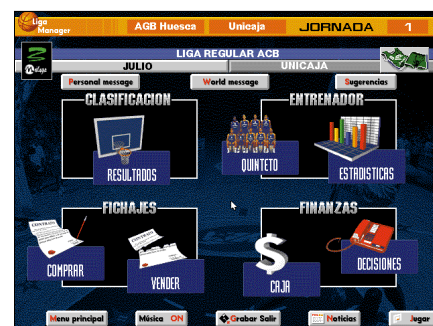 Liga Manager
AGB Huesca Unicaja JORNADA 1
LIGA REGULAR ACB
JULIO UNICAJA
Personal message World message Sugerencias
CLASIFICACION ENTRENADOR
RESULTADOS QUINTETO ESTADISTICAS
FICHAJES FINANZAS
CONTRATO
COMPRAR VENDER CAJA DECISIONES
Menu principal Música ON Grabar Salir Noticias Jugar